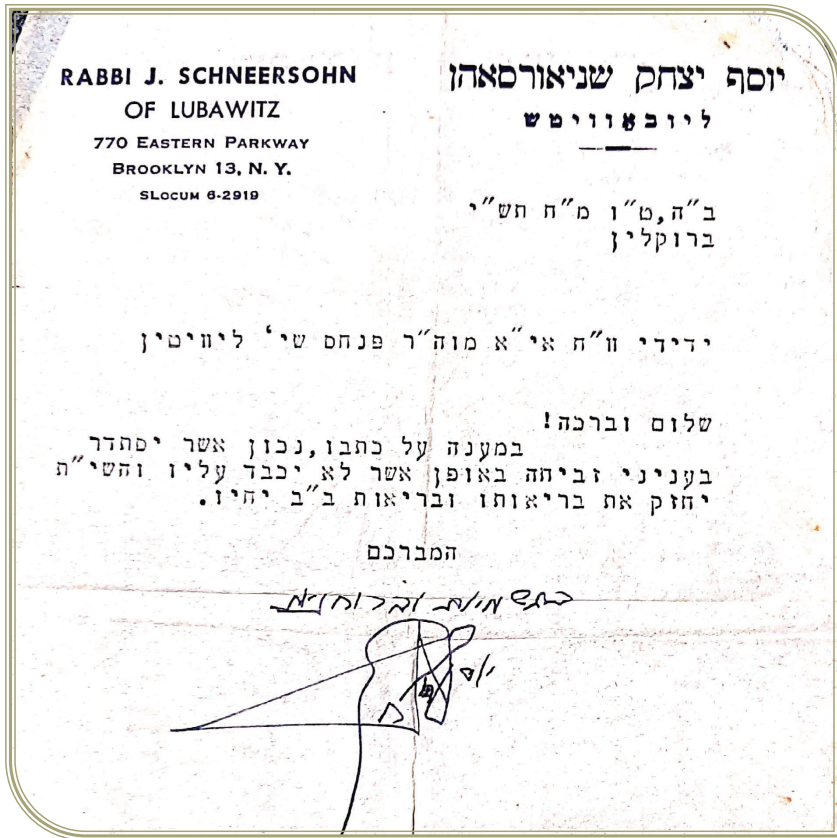 RABBI J. SCHNEERSOHN
OF LUBAWITZ
770 EASTERN PARKWAY
BROOKLYN 13, N. Y.
SLOCUM 6-2919
יוסף יצחק שניאורסאהן
ליובאוויטש
ב"ה,ט"ו מ"ח תש"י
ברוקלין
ידידי וו"ח אי"א מוה"ר פנחס שי' ליוויטין
שלום וברכה!
במענה על כתבו,נכון אשר יסתדר
בעניני זביחה באופן אשר לא יכבד עליו והשי"ת
יחזק את בריאותו ובריאות ב"ב יחיו.
המברכם
בגשמיות וברוחניות